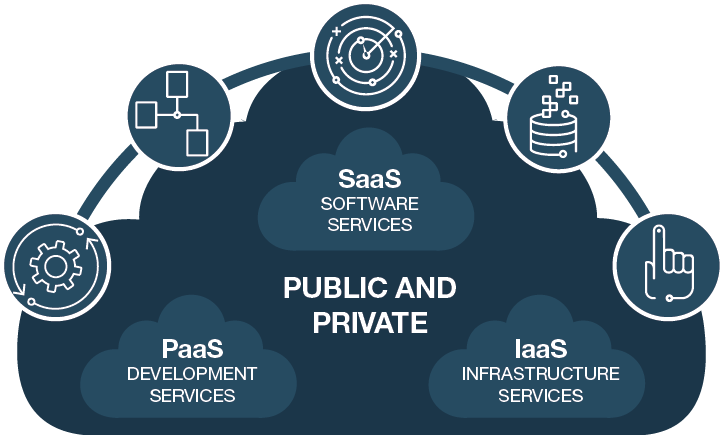 SaaS
SOFTWARE
SERVICES
PUBLIC AND
PRIVATE
PaaS
DEVELOPMENT
SERVICES
IaaS
INFRASTRUCTURE
SERVICES